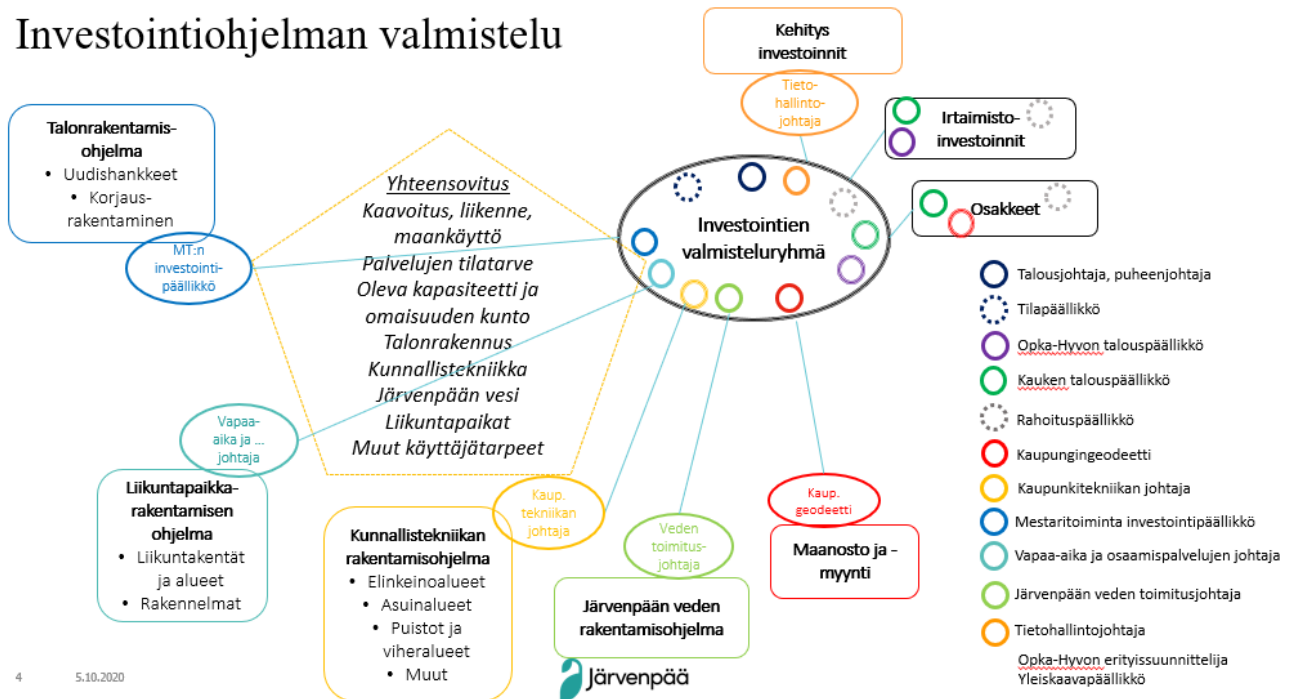 Investointiohjelman valmistelu
Kehitys
investoinnit
Tieto-
hallinto-
johtaja
Irtaimisto-
investoinnit
Osakkeet
Talonrakentamis-
ohjelma
• Uudishankkeet
• Korjaus-
rakentaminen
MT:n
investointi-
päällikkö
Yhteensovitus
Kaavoitus, liikenne,
maankäyttö
Palvelujen tilatarve
Oleva kapasiteetti ja
omaisuuden kunto
Talonrakennus
Kunnallistekniikka
Järvenpään vesi
Liikuntapaikat
Muut käyttäjätarpeet
Investointien
valmisteluryhmä
Vapaa-
aika ja ...
johtaja
Liikuntapaikka-
rakentamisen
ohjelma
• Liikuntakentät
ja alueet
• Rakennelmat
Kaup.
tekniikan
johtaja
Kunnallistekniikan
rakentamisohjelma
• Elinkeinoalueet
• Asuinalueet
• Puistot ja
viheralueet
• Muut
Veden
toimitus-
johtaja
Järvenpään veden
rakentamisohjelma
Kaup.
geodeetti
Maanosto ja -
myynti
Talousjohtaja, puheenjohtaja
Tilapäällikkö
Opka-Hyvon talouspäällikkö
Kauken talouspäällikkö
Rahoituspäällikkö
Kaupungingeodeetti
Kaupunkitekniikan johtaja
Mestaritoiminta investointipäällikkö
Vapaa-aika ja osaamispalvelujen johtaja
Järvenpään veden toimitusjohtaja
Tietohallintojohtaja
Opka-Hyvon erityissuunnittelija
Yleiskaavapäällikkö
4
5.10.2020
Järvenpää